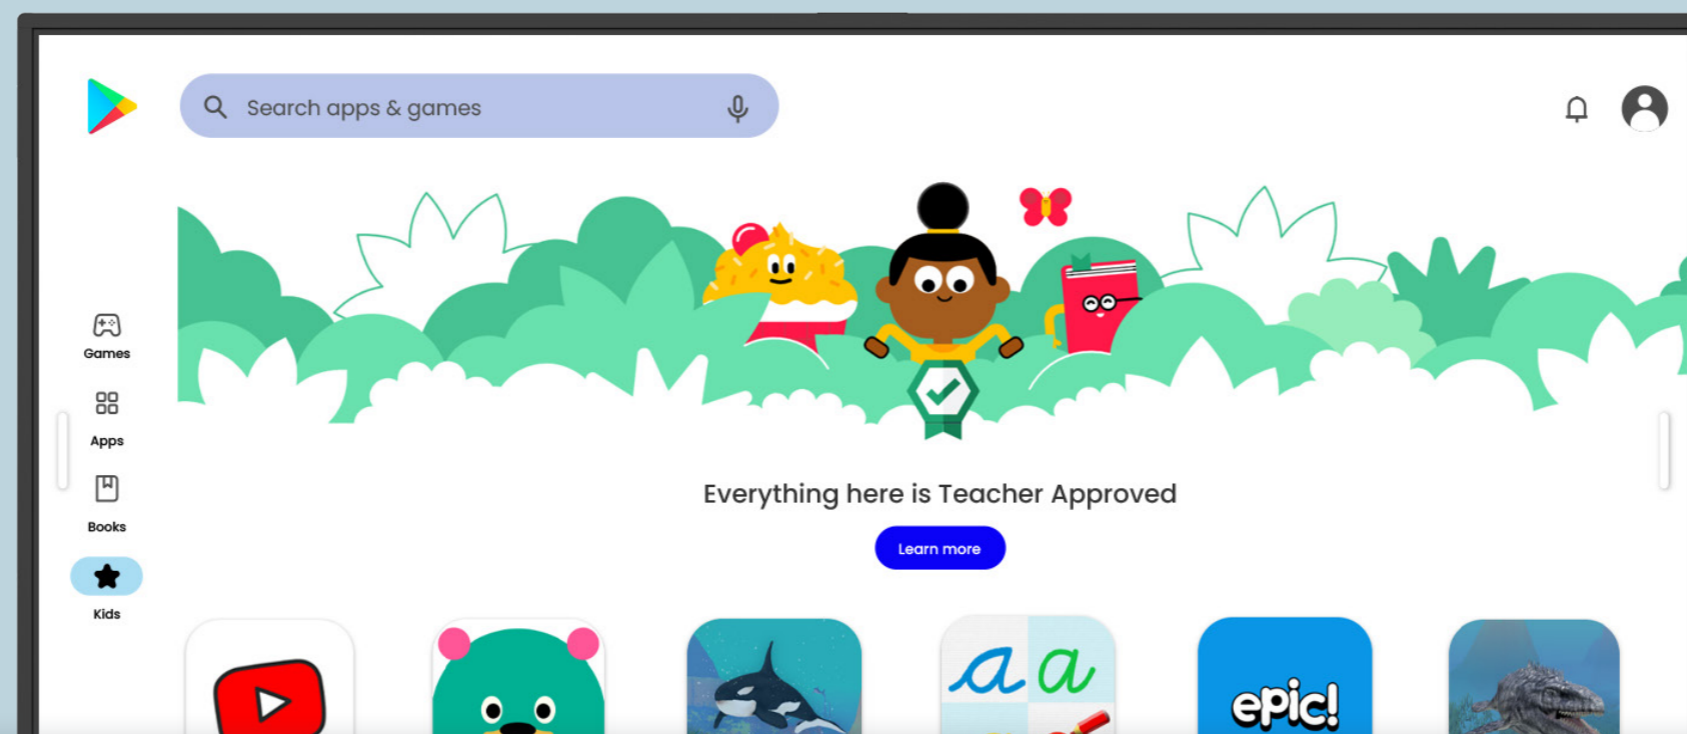 Search apps & games
Games
Apps
Books
Kids
Everything here is Teacher Approved
Learn more
a a
epic!